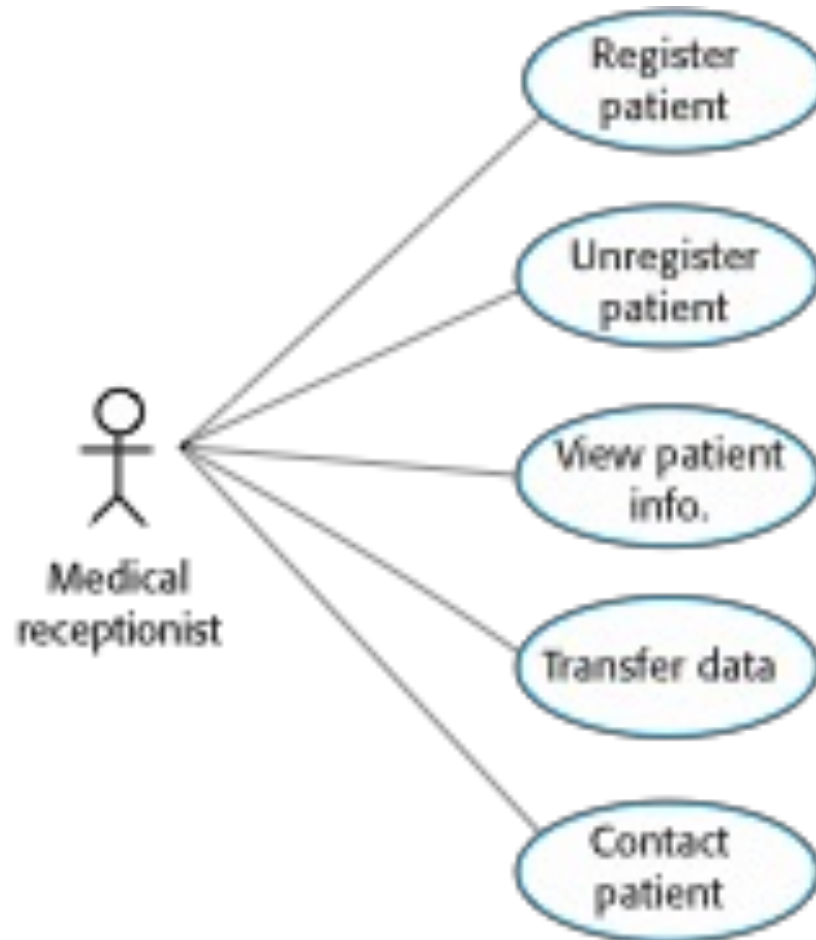 Register
patient
Unregister
patient
View patient
info.
Medical
receptionist
Transfer data
Contact
patient